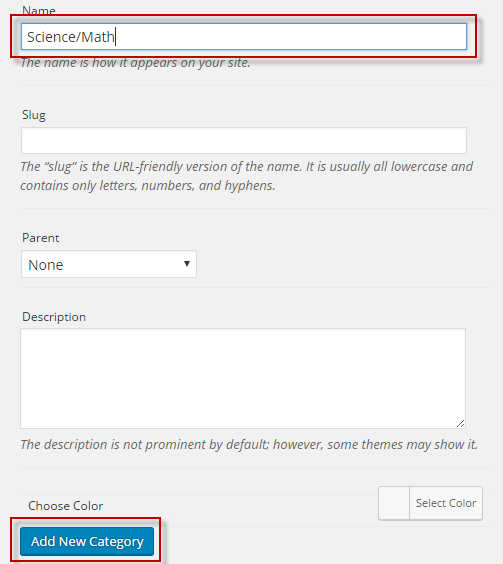 Name
Science/Math
The name is how it appears on your site.
Slug
The “slug” is the URL-friendly version of the name. It is usually all lowercase and
contains only letters, numbers, and hyphens.
Parent
None
Description
The description is not prominent by default; however, some themes may show it.
Choose Color
Select Color
Add New Category